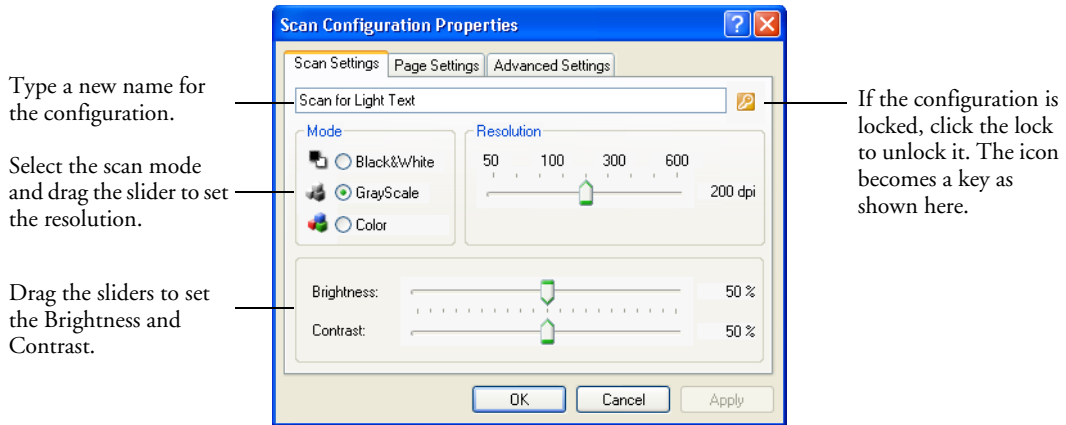 Scan Configuration Properties
Scan Settings
Page Settings
Advanced Settings
Type a new name for
the configuration.
Scan for Light Text
If the configuration is
locked, click the lock
to unlock it. The icon
becomes a key as
shown here.
Select the scan mode
and drag the slider to set
the resolution.
Mode
Black&White
GrayScale
Color
Resolution
50 100 300 600
200 dpi
Drag the sliders to set
the Brightness and
Contrast.
Brightness: 50 %
Contrast: 50 %
OK Cancel Apply